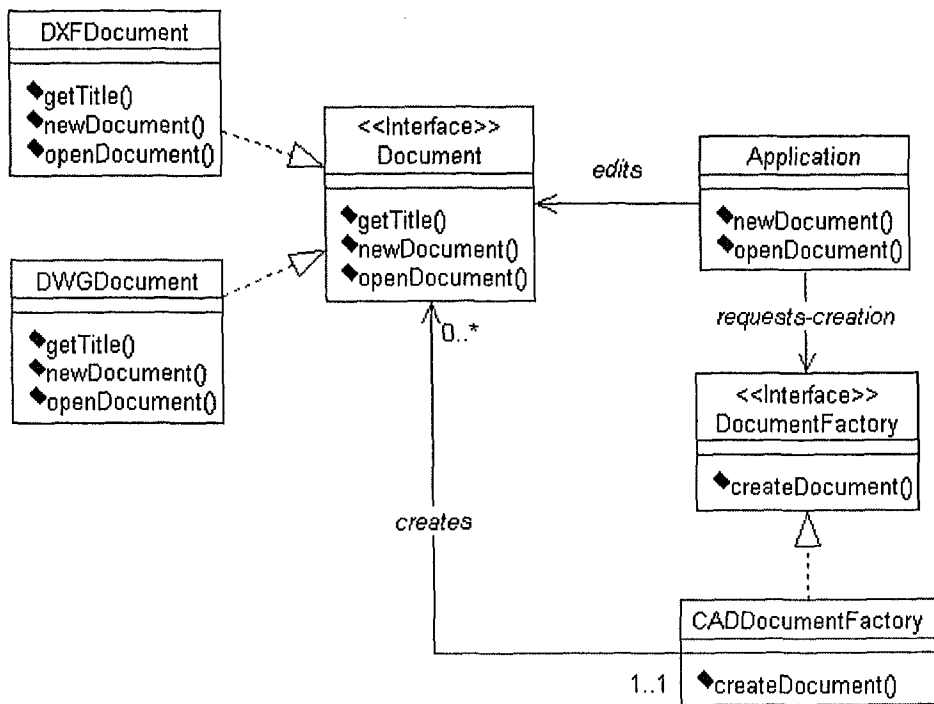 DXFDocument
getTitle()
newDocument()
openDocument()
<<Interface>>
Document
getTitle()
newDocument()
openDocument()
edits
Application
newDocument()
openDocument()
DWGDocument
getTitle()
newDocument()
openDocument()
0..*
requests-creation
<<Interface>>
DocumentFactory
createDocument()
creates
CADDocumentFactory
createDocument()
1..1